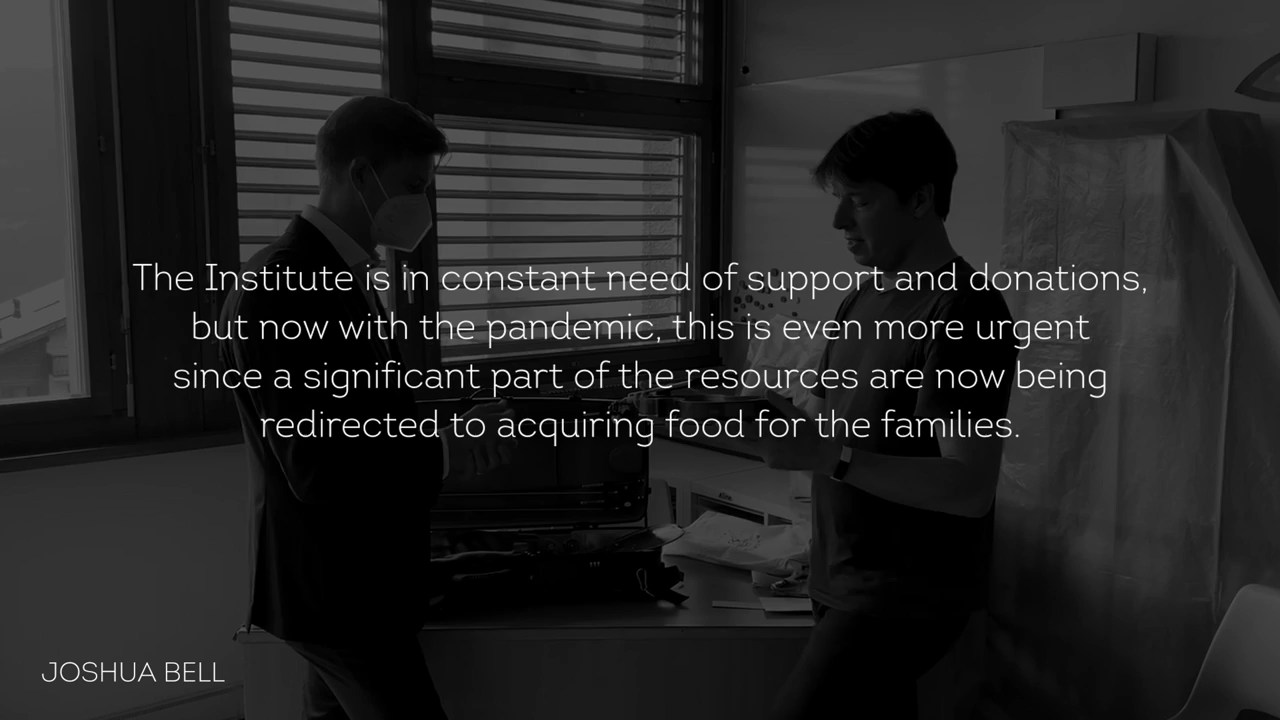 The Institute is in constant need of support and donations,
but now with the pandemic, this is even more urgent
since a significant part of the resources are now being
redirected to acquiring food for the families.
JOSHUA BELL